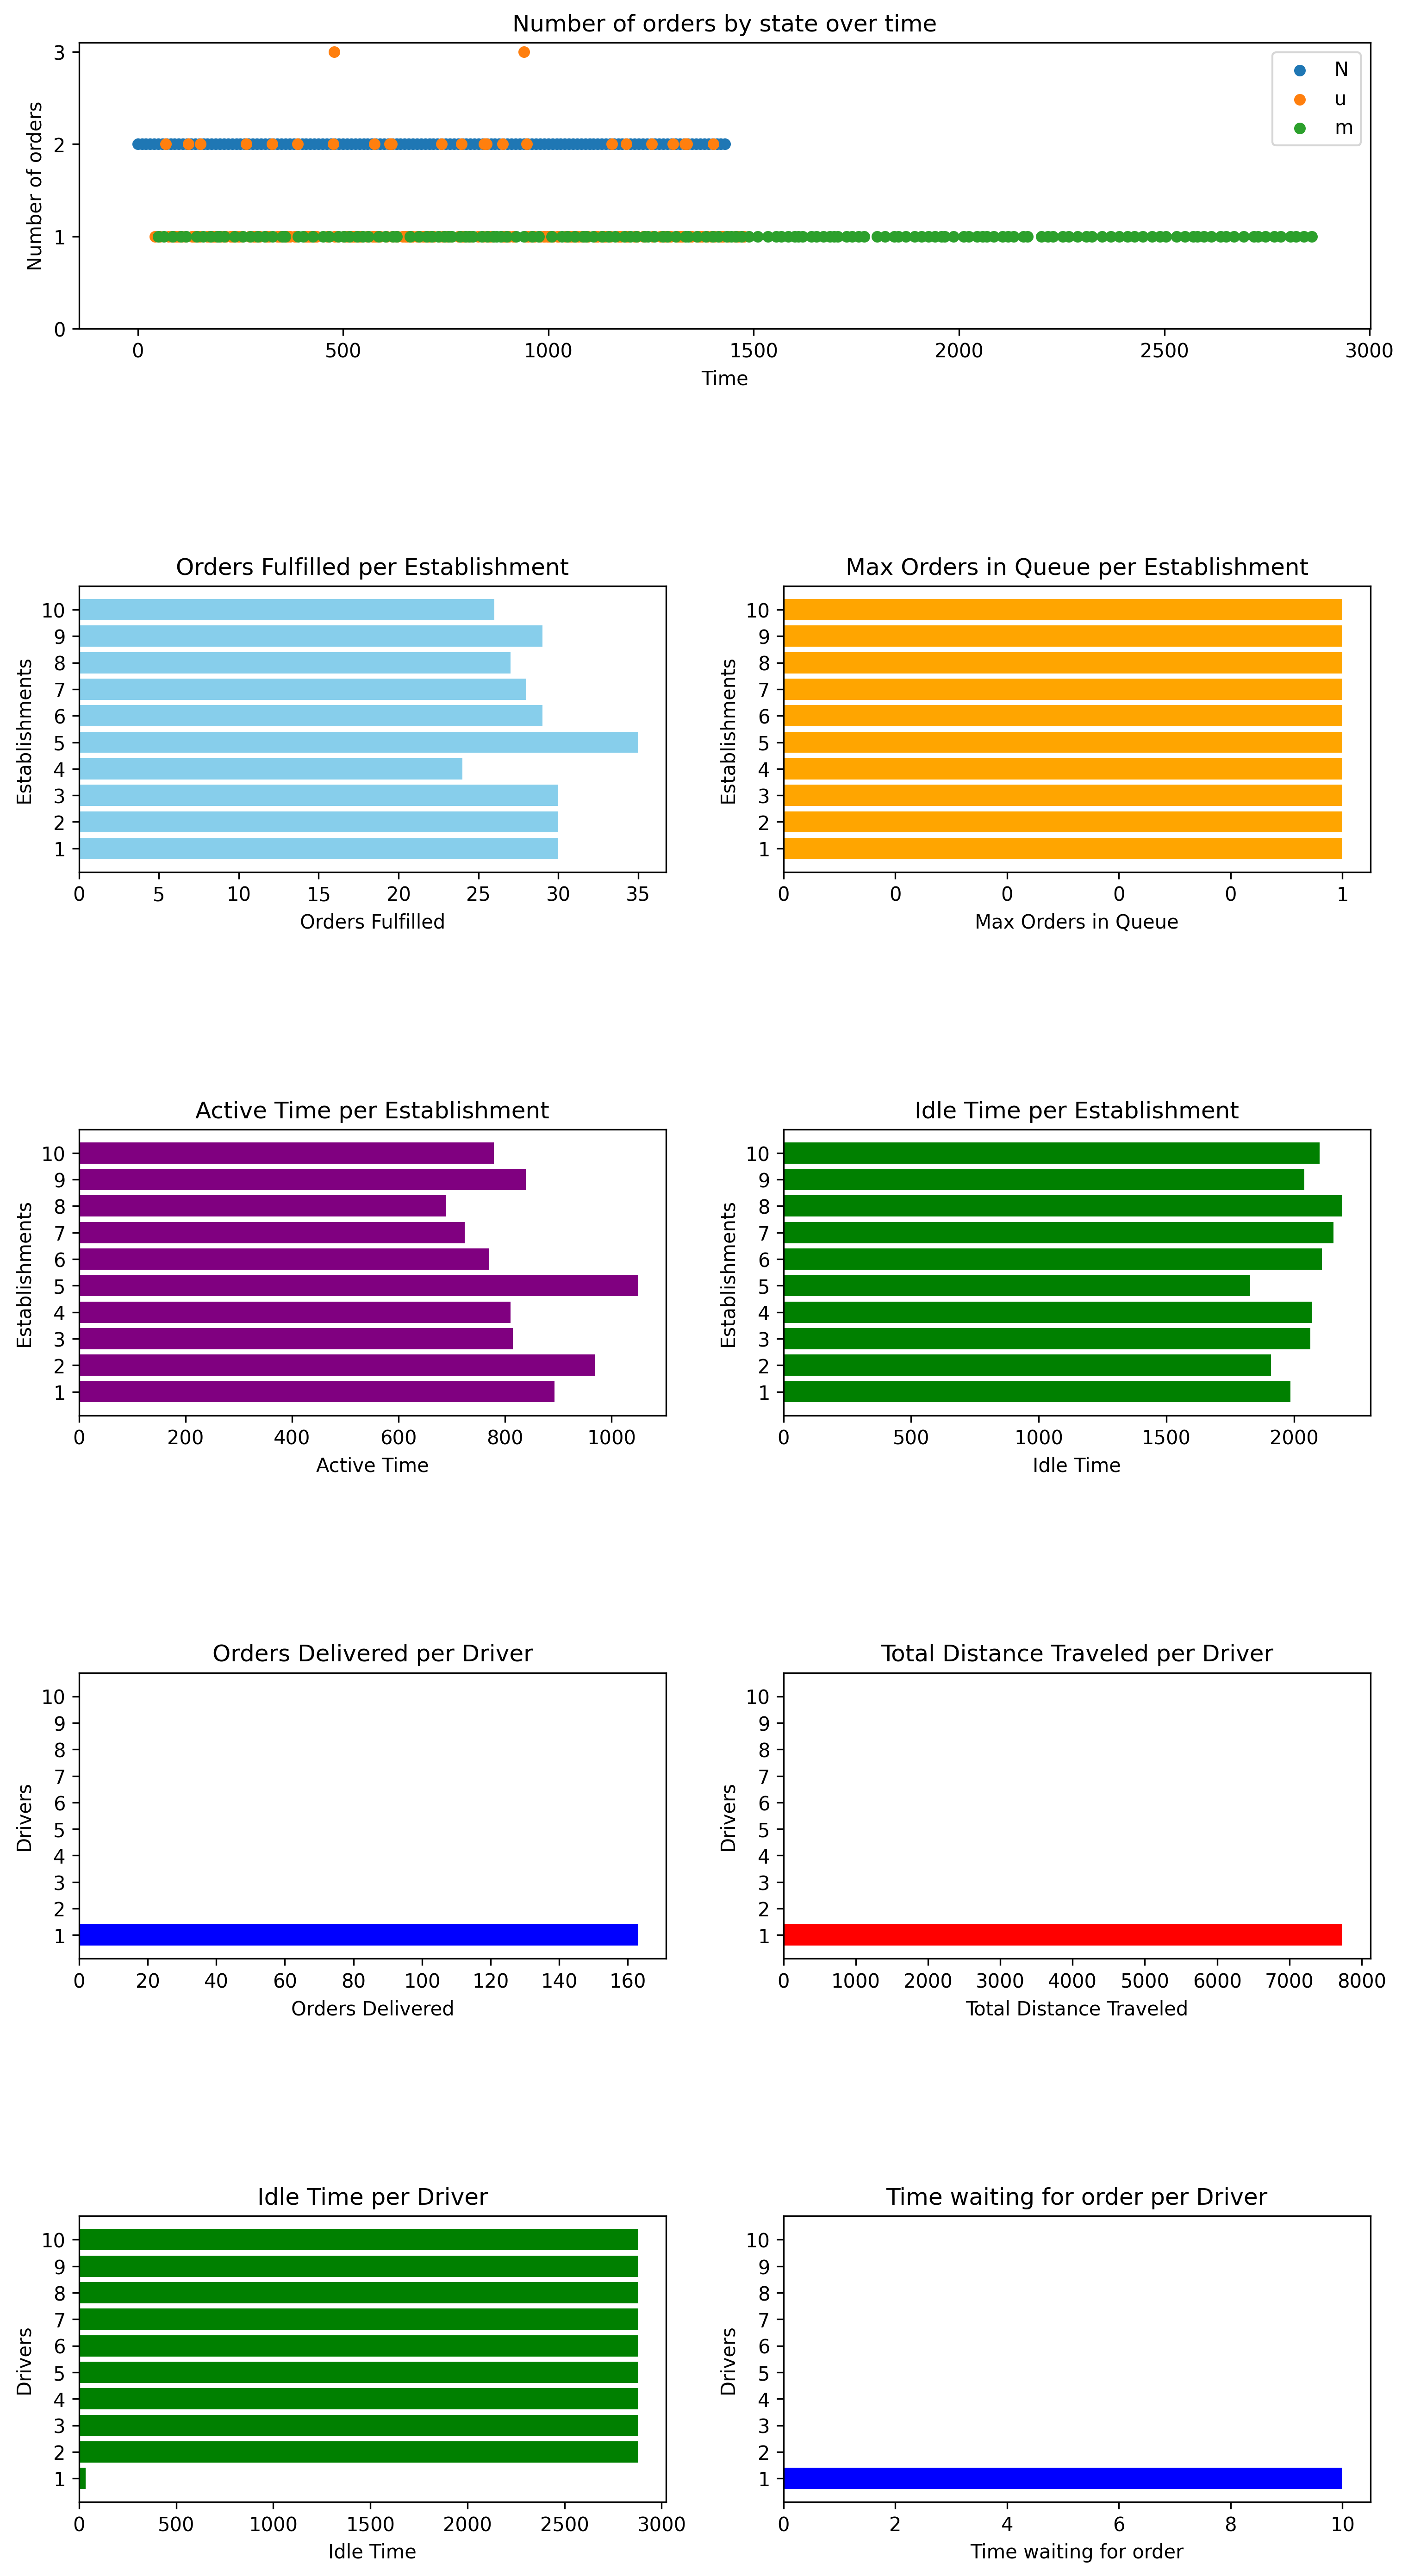 Number of orders by state over time
Number of orders
3
2
1
0
N
u
m
0 500 1000 1500 2000 2500 3000
Time
Orders Fulfilled per Establishment
Establishments
10
9
8
7
6
5
4
3
2
1
0 5 10 15 20 25 30 35
Orders Fulfilled
Max Orders in Queue per Establishment
Establishments
10
9
8
7
6
5
4
3
2
1
0 0 0 0 0 1
Max Orders in Queue
Active Time per Establishment
Establishments
10
9
8
7
6
5
4
3
2
1
0 200 400 600 800 1000
Active Time
Idle Time per Establishment
Establishments
10
9
8
7
6
5
4
3
2
1
0 500 1000 1500 2000
Idle Time
Orders Delivered per Driver
Drivers
10
9
8
7
6
5
4
3
2
1
0 20 40 60 80 100 120 140 160
Orders Delivered
Total Distance Traveled per Driver
Drivers
10
9
8
7
6
5
4
3
2
1
0 1000 2000 3000 4000 5000 6000 7000 8000
Total Distance Traveled
Idle Time per Driver
Drivers
10
9
8
7
6
5
4
3
2
1
0 500 1000 1500 2000 2500 3000
Idle Time
Time waiting for order per Driver
Drivers
10
9
8
7
6
5
4
3
2
1
0 2 4 6 8 10
Time waiting for order